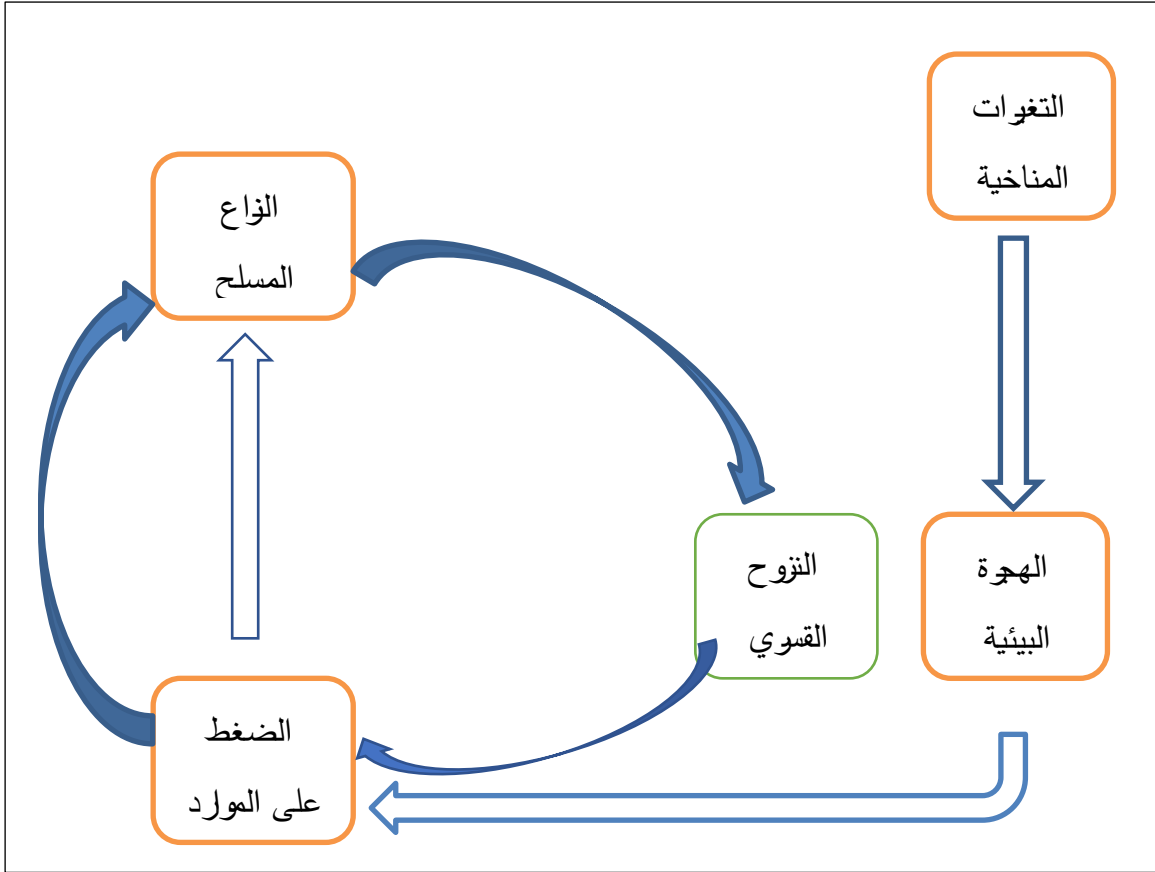 التغيرات
المناخية
النزاع
المسلح
النزوح
القسري
الهجرة
البيئية
الضغط
على الموارد